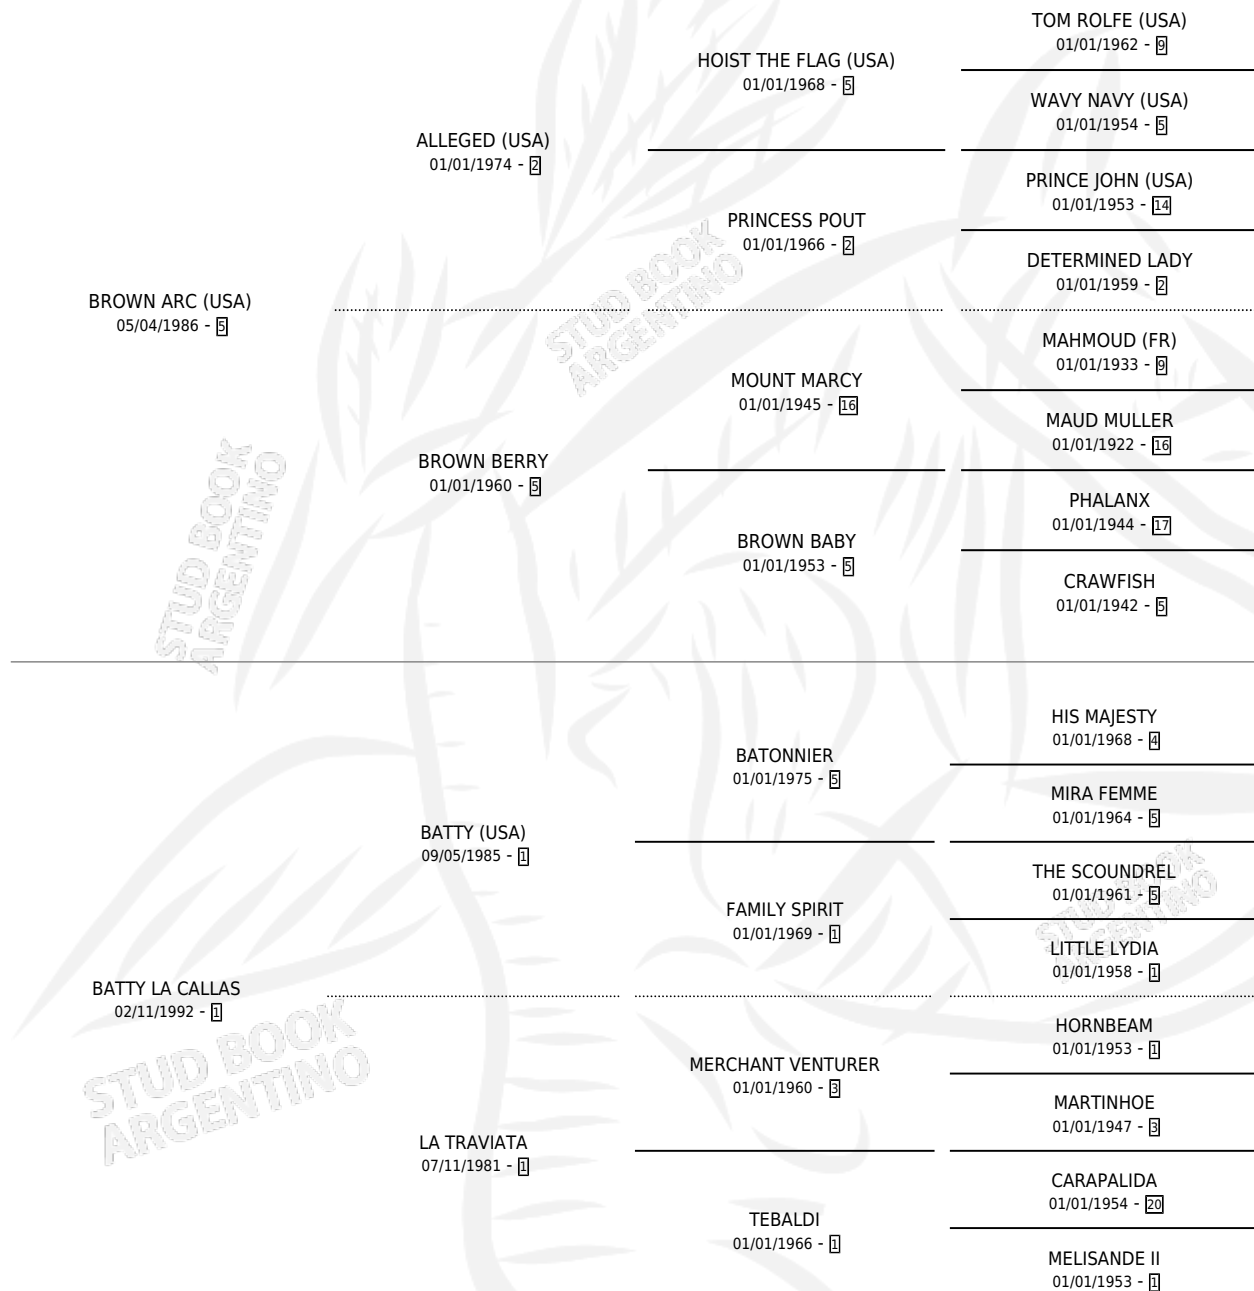 TOM ROLFE (USA)
01/01/1962 - 9
HOIST THE FLAG (USA)
01/01/1968 - 5
WAVY NAVY (USA)
01/01/1954 - 5
ALLEGED (USA)
01/01/1974 - 2
PRINCE JOHN (USA)
01/01/1953 - 14
PRINCESS POUT
01/01/1966 - 2
DETERMINED LADY
01/01/1959 - 2
BROWN ARC (USA)
05/04/1986 - 5
MAHMOUD (FR)
01/01/1933 - 9
MOUNT MARCY
01/01/1945 - 16
MAUD MULLER
01/01/1922 - 16
BROWN BERRY
01/01/1960 - 5
PHALANX
01/01/1944 - 17
BROWN BABY
01/01/1953 - 5
CRAWFISH
01/01/1942 - 5
HIS MAJESTY
01/01/1968 - 4
BATONNIER
01/01/1975 - 5
MIRA FEMME
01/01/1964 - 5
BATTY (USA)
09/05/1985 - 1
THE SCOUNDREL
01/01/1961 - 5
FAMILY SPIRIT
01/01/1969 - 1
LITTLE LYDIA
01/01/1958 - 1
BATTY LA CALLAS
02/11/1992 - 1
HORNBEAM
01/01/1953 - 1
MERCHANT VENTURER
01/01/1960 - 3
MARTINHOE
01/01/1947 - 3
LA TRAVIATA
07/11/1981 - 1
CARAPALIDA
01/01/1954 - 20
TEBALDI
01/01/1966 - 1
MELISANDE II
01/01/1953 - 1
STUD BOOK
ARGENTINO
STUD BOOK
ARGENTINO
STUD BOOK
ARGENTINO
STUD BOOK
ARGENTINO